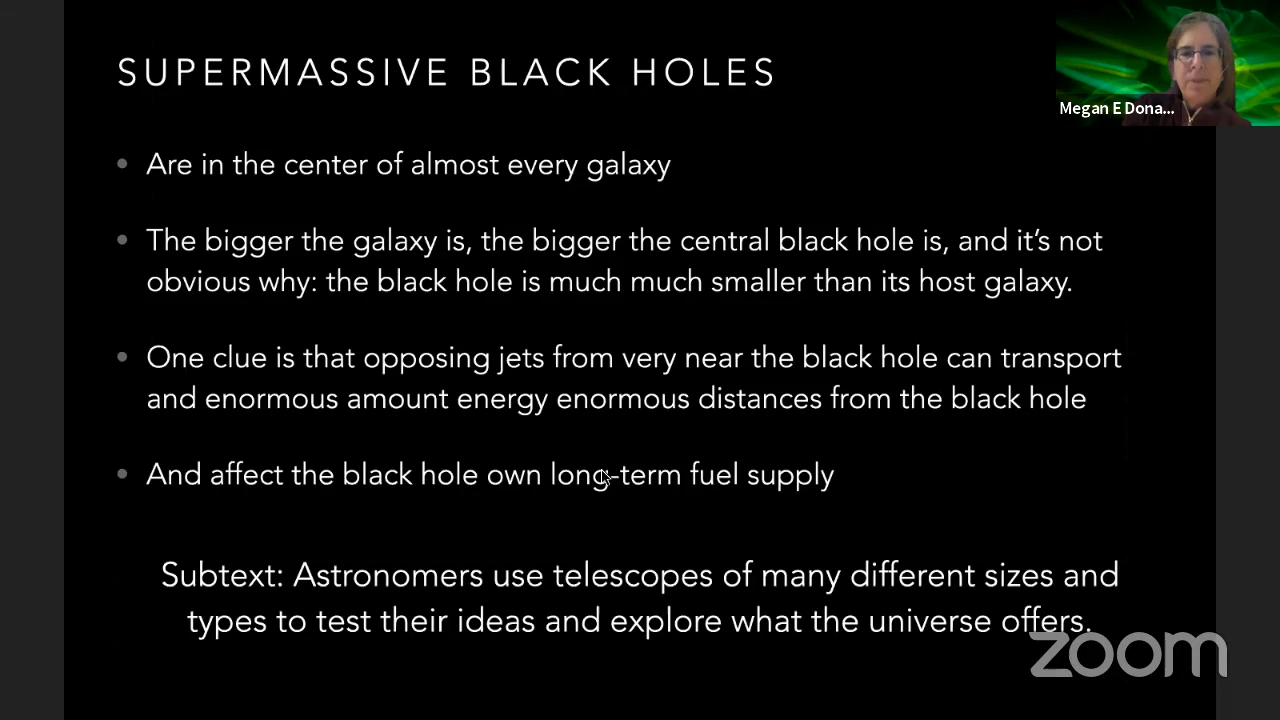 SUPERMASSIVE BLACK HOLES
Megan E Dona...
• Are in the center of almost every galaxy
• The bigger the galaxy is, the bigger the central black hole is, and it's not
obvious why: the black hole is much much smaller than its host galaxy.
• One clue is that opposing jets from very near the black hole can transport
and enormous amount energy enormous distances from the black hole
• And affect the black hole own long-term fuel supply
Subtext: Astronomers use telescopes of many different sizes and
types to test their ideas and explore what the universe offers.
zoom